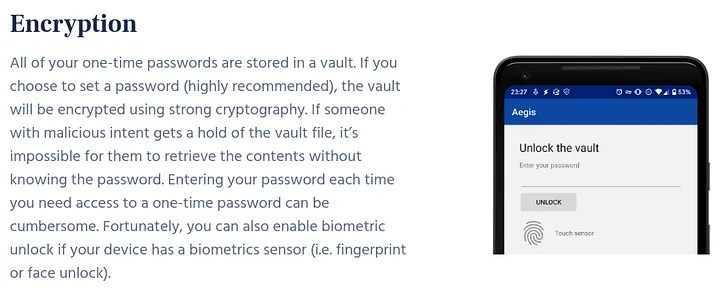 Encryption
All of your one-time passwords are stored in a vault. If you
choose to set a password (highly recommended), the vault
will be encrypted using strong cryptography. If someone
with malicious intent gets a hold of the vault file, it’s
impossible for them to retrieve the contents without
knowing the password. Entering your password each time
you need access to a one-time password can be
cumbersome. Fortunately, you can also enable biometric
unlock if your device has a biometrics sensor (i.e. fingerprint
or face unlock).
23:27 53%
Aegis
Unlock the vault
Enter your password
UNLOCK
Touch sensor